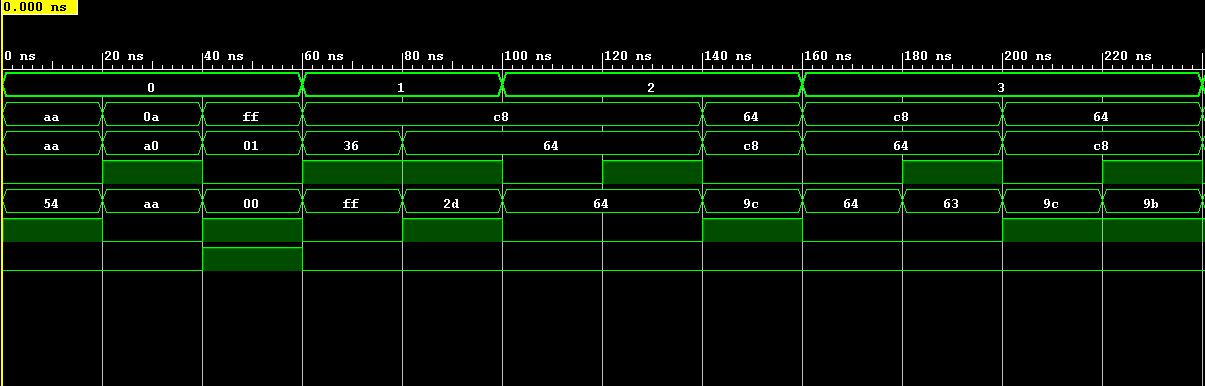 0.000 ns
0 ns 20 ns 40 ns 60 ns 80 ns 100 ns 120 ns 140 ns 160 ns 180 ns 200 ns 220 ns
0 1 2 3
aa 0a ff c8 64 c8 64
aa a0 01 36 64 c8 64 c8
54 aa 00 ff 2d 64 9c 64 63 9c 9b